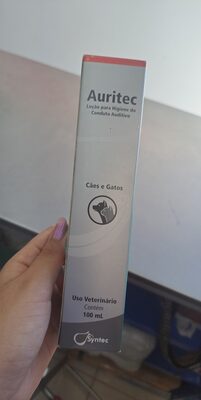 Auritec
Loção para Higiene do
Conduto Auditivo
Cães e Gatos
Uso Veterinário
Contém:
100 mL
Syntec